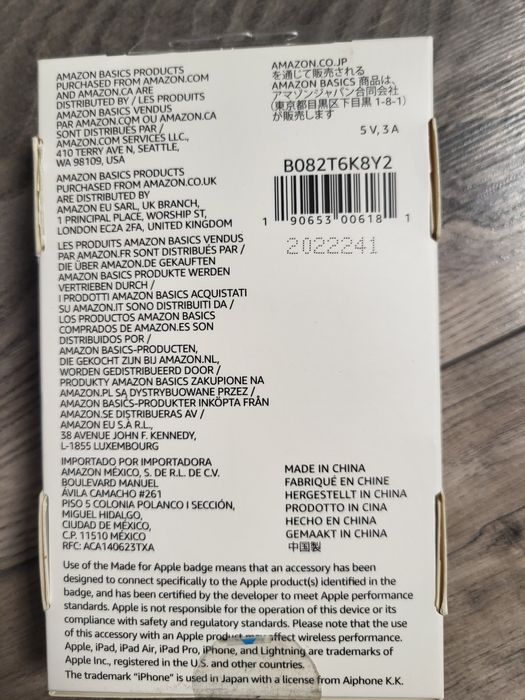 AMAZON BASICS PRODUCTS
PURCHASED FROM AMAZON.COM
AND AMAZON.CA ARE
DISTRIBUTED BY / LES PRODUITS
AMAZON BASICS VENDUS
PAR AMAZON.COM OU AMAZON.CA
SONT DISTRIBUÉS PAR /
AMAZON.COM SERVICES LLC.,
410 TERRY AVE N, SEATTLE,
WA 98109, USA
AMAZON BASICS PRODUCTS
PURCHASED FROM AMAZON.CO.UK
ARE DISTRIBUTED BY
AMAZON EU SARL, UK BRANCH,
1 PRINCIPAL PLACE, WORSHIP ST,
LONDON EC2A 2FA, UNITED KINGDOM
LES PRODUITS AMAZON BASICS VENDUS
PAR AMAZON.FR SONT DISTRIBUÉS PAR /
DIE ÜBER AMAZON.DE GEKAUFTEN
AMAZON BASICS PRODUKTE WERDEN
VERTRIEBEN DURCH /
I PRODOTTI AMAZON BASICS ACQUISTATI
SU AMAZON.IT SONO DISTRIBUITI DA /
LOS PRODUCTOS AMAZON BASICS
COMPRADOS DE AMAZON.ES SON
DISTRIBUIDOS POR /
AMAZON BASICS-PRODUCTEN,
DIE GEKOCHT ZIJN BIJ AMAZON.NL,
WORDEN GEDISTRIBUEERD DOOR /
PRODUKTY AMAZON BASICS ZAKUPIONE NA
AMAZON.PL SĄ DYSTRYBUOWANE PRZEZ /
AMAZON BASICS-PRODUKTER INKÖPTA FRÅN
AMAZON.SE DISTRIBUERAS AV /
AMAZON EU S.À R.L.,
38 AVENUE JOHN F. KENNEDY,
L-1855 LUXEMBOURG
IMPORTADO POR IMPORTADORA
AMAZON MÉXICO, S. DE R.L. DE C.V.
BOULEVARD MANUEL
ÁVILA CAMACHO #261
PISO 5 COLONIA POLANCO I SECCIÓN,
MIGUEL HIDALGO,
CIUDAD DE MÉXICO,
C.P. 11510 MÉXICO
RFC: ACA140623TXA
AMAZON.CO.JP
を通じて販売される
AMAZON BASICS 商品は、
アマゾンジャパン合同会社
(東京都目黒区下目黒 1-8-1)
が販売します
5 V, 3 A
B082T6K8Y2
1 90653 00618 1
2022241
MADE IN CHINA
FABRIQUÉ EN CHINE
HERGESTELLT IN CHINA
PRODOTTO IN CINA
HECHO EN CHINA
GEMAAKT IN CHINA
中国製
Use of the Made for Apple badge means that an accessory has been
designed to connect specifically to the Apple product(s) identified in the
badge, and has been certified by the developer to meet Apple performance
standards. Apple is not responsible for the operation of this device or its
compliance with safety and regulatory standards. Please note that the use
of this accessory with an Apple product may affect wireless performance.
Apple, iPad, iPad Air, iPad Pro, iPhone, and Lightning are trademarks of
Apple Inc., registered in the U.S. and other countries.
The trademark “iPhone” is used in Japan with a license from Aiphone K.K.